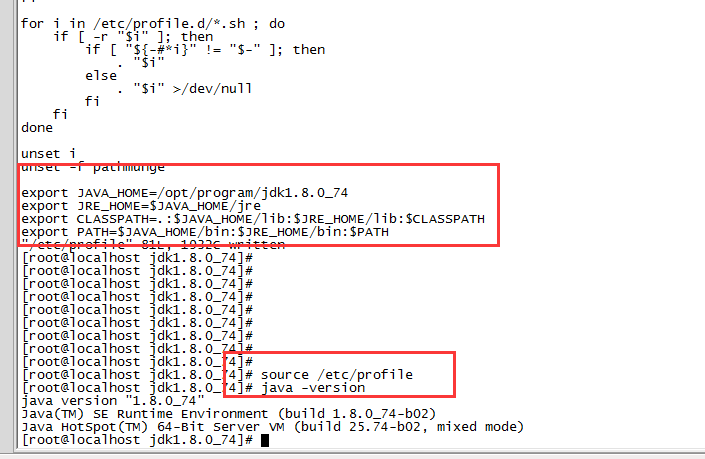 for i in /etc/profile.d/*.sh ; do
    if [ -r "$i" ]; then
        if [ "${-#*i}" != "$-" ]; then
            . "$i"
        else
            . "$i" >/dev/null
        fi
    fi
done
unset i
unset -f pathmunge
export JAVA_HOME=/opt/program/jdk1.8.0_74
export JRE_HOME=$JAVA_HOME/jre
export CLASSPATH=.:$JAVA_HOME/lib:$JRE_HOME/lib:$CLASSPATH
export PATH=$JAVA_HOME/bin:$JRE_HOME/bin:$PATH
"/etc/profile" 81L, 1932C written
[root@localhost jdk1.8.0_74]#
[root@localhost jdk1.8.0_74]#
[root@localhost jdk1.8.0_74]#
[root@localhost jdk1.8.0_74]#
[root@localhost jdk1.8.0_74]#
[root@localhost jdk1.8.0_74]#
[root@localhost jdk1.8.0_74]#
[root@localhost jdk1.8.0_74]#
[root@localhost jdk1.8.0_74]#
[root@localhost jdk1.8.0_74]# source /etc/profile
[root@localhost jdk1.8.0_74]# java -version
java version "1.8.0_74"
Java(TM) SE Runtime Environment (build 1.8.0_74-b02)
Java HotSpot(TM) 64-Bit Server VM (build 25.74-b02, mixed mode)
[root@localhost jdk1.8.0_74]#